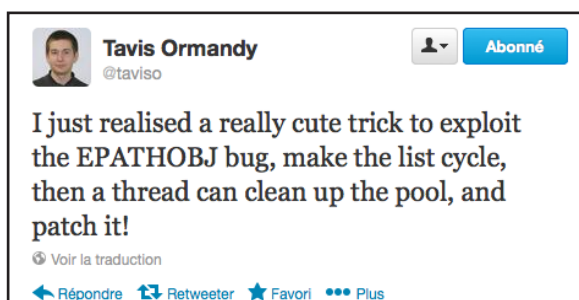 Tavis Ormandy
@taviso
Abonné
I just realised a really cute trick to exploit
the EPATHOBJ bug, make the list cycle,
then a thread can clean up the pool, and
patch it!
Voir la traduction
Répondre Retweeter Favori Plus